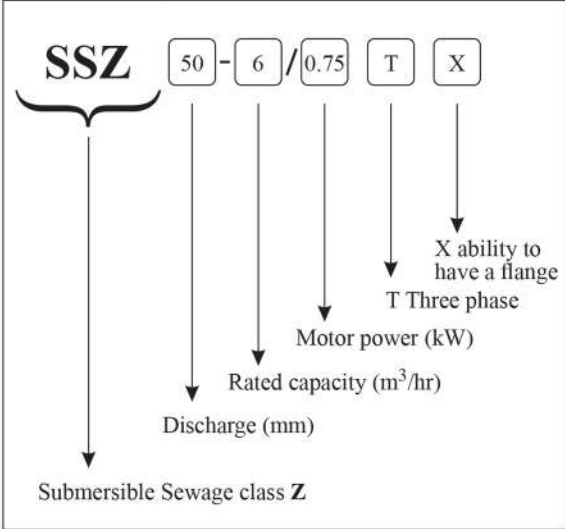 SSZ 50 - 6 / 0.75 T X
X ability to
have a flange
T Three phase
Motor power (kW)
Rated capacity (m³/hr)
Discharge (mm)
Submersible Sewage class Z